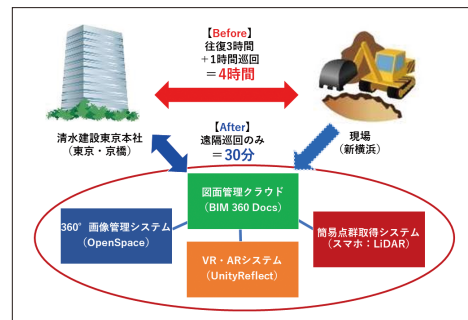 【Before】
往復3時間
＋1時間巡回
＝4時間
清水建設東京本社
（東京・京橋）
【After】
遠隔巡回のみ
＝30分
現場
（新横浜）
図面管理クラウド
（BIM 360 Docs）
360°画像管理システム
（OpenSpace）
簡易点群取得システム
（スマホ：LiDAR）
VR・ARシステム
（UnityReflect）